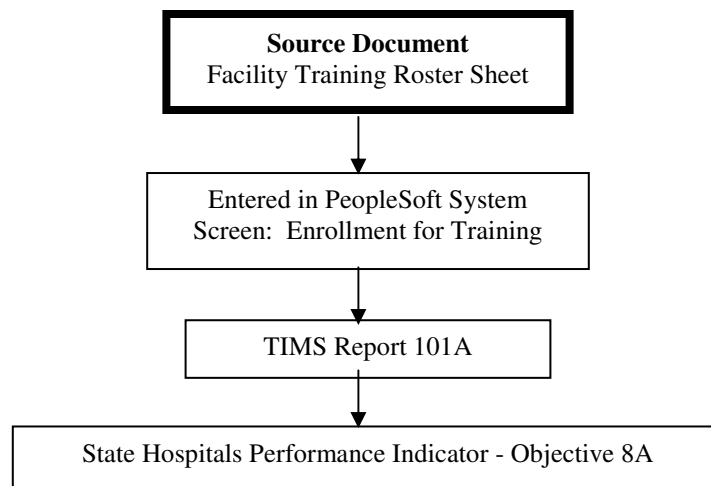 Source Document
Facility Training Roster Sheet
Entered in PeopleSoft System
Screen:  Enrollment for Training
TIMS Report 101A
State Hospitals Performance Indicator - Objective 8A